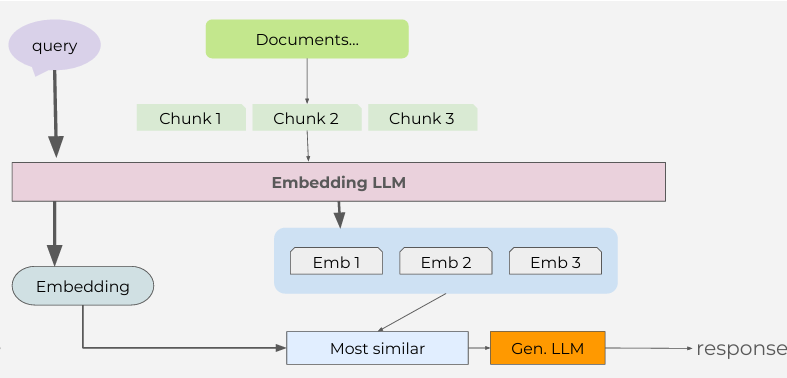 query
Documents...
Chunk 1
Chunk 2
Chunk 3
Embedding LLM
Emb 1
Emb 2
Emb 3
Embedding
Most similar
Gen. LLM
response